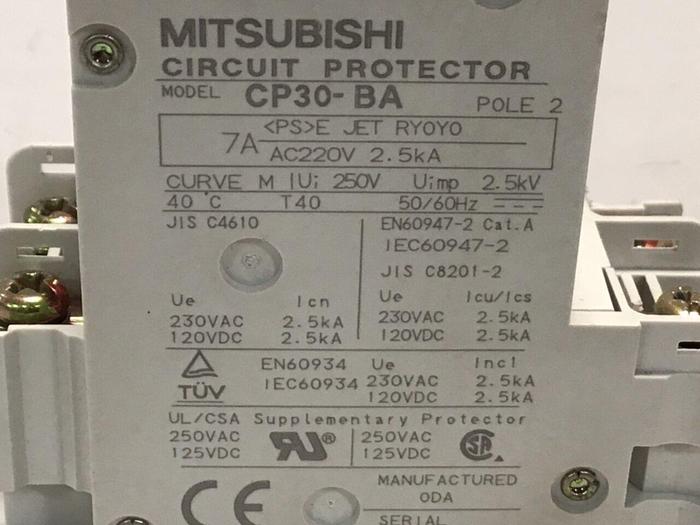 MITSUBISHI
CIRCUIT PROTECTOR
MODEL CP30-BA POLE 2
7A <PS>E JET RYOYO
AC220V 2.5kA
CURVE M Ui 250V Uimp 2.5kV
40 °C T40 50/60Hz
JIS C4610 EN60947-2 Cat.A
IEC60947-2
JIS C8201-2
Ue Icn Ue Icu/Ics
230VAC 2.5kA 230VAC 2.5kA
120VDC 2.5kA 120VDC 2.5kA
EN60934 Ue Inc1
TÜV IEC60934 230VAC 2.5kA
120VDC 2.5kA
UL/CSA Supplementary Protector
250VAC RU® 250VAC SA
125VDC 125VDC
MANUFACTURED
CE ODA
SERIAL